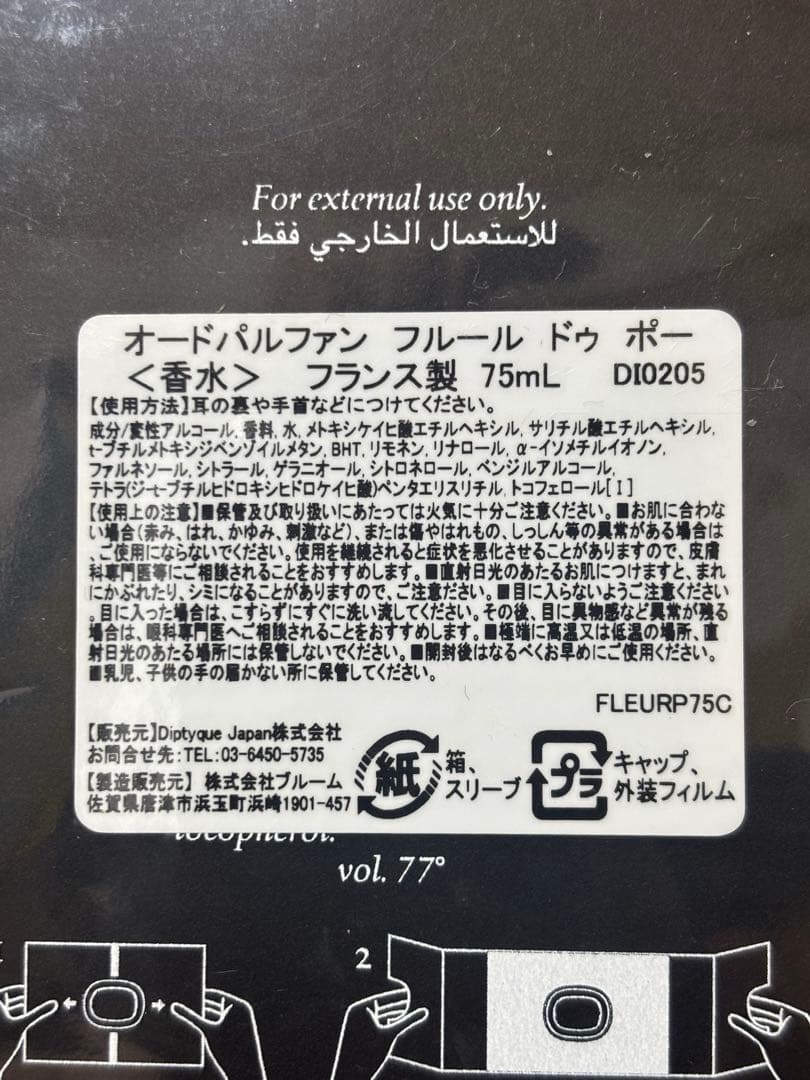 For external use only.
للاستعمال الخارجي فقط.
オードパルファン フルール ドゥ ポー
＜香水＞ フランス製 75mL DI0205
【使用方法】耳の裏や手首などにつけてください。
成分/変性アルコール, 香料, 水, メトキシケイヒ酸エチルヘキシル, サリチル酸エチルヘキシル,
t-ブチルメトキシジベンゾイルメタン, BHT, リモネン, リナロール, α-イソメチルイオノン,
ファルネソール, シトラール, ゲラニオール, シトロネロール, ベンジルアルコール,
テトラ(ジ-t-ブチルヒドロキシヒドロケイヒ酸)ペンタエリスリチル, トコフェロール[Ⅰ]
【使用上の注意】■保管及び取り扱いにあたっては火気に十分ご注意ください。■お肌に合わな
い場合(赤み、はれ、かゆみ、刺激など)、または傷やはれもの、しっしん等の異常がある場合は
、ご使用にならないでください。使用を継続されると症状を悪化させることがありますので、皮膚
科専門医等にご相談されることをおすすめします。■直射日光のあたるお肌につけますと、まれ
にかぶれたり、シミになることがありますので、ご注意ださい。■目に入らないようご注意ください
。目に入った場合は、こすらずにすぐに洗い流してください。その後、目に異物感など異常が残る
場合は、眼科専門医へご相談されることをおすすめします。■極端に高温又は低温の場所、直
射日光のあたる場所には保管しないでください。■開封後はなるべくお早めにご使用ください。
■乳児、子供の手の届かない所に保管してください。
FLEURP75C
【販売元】Diptyque Japan株式会社
お問合せ先:TEL:03-6450-5735
【製造販売元】 株式会社ブルーム
佐賀県唐津市浜玉町浜崎1901-457
紙
箱、
スリーブ
プラ
キャップ、
外装フィルム
tocopherol.
vol. 77°
1
2